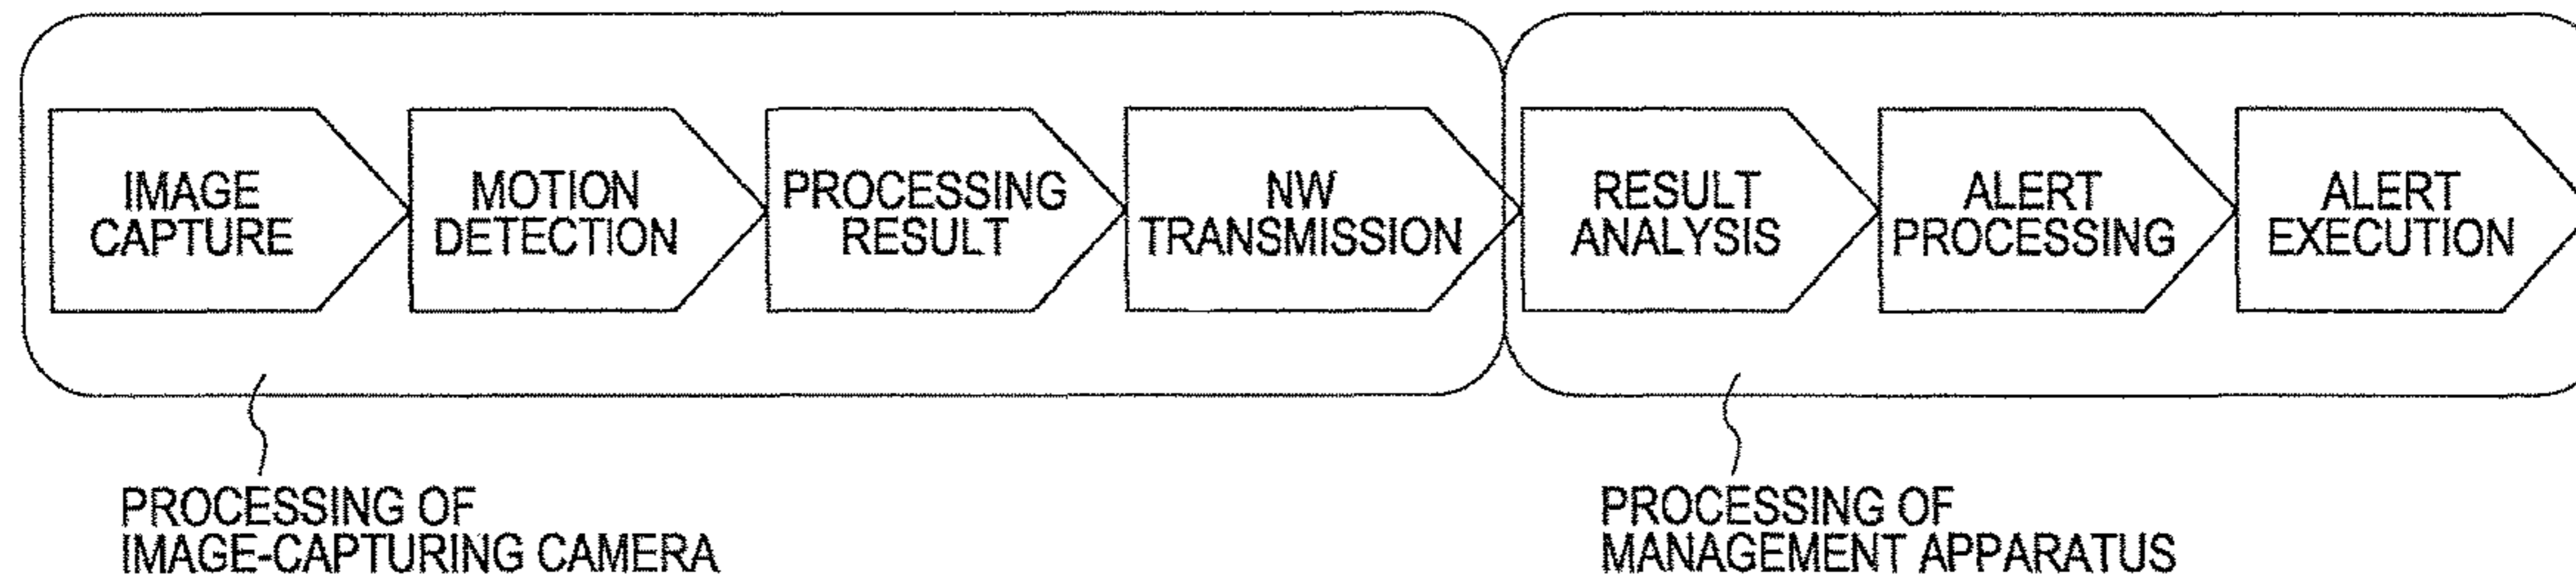 IMAGE
CAPTURE
MOTION
DETECTION
PROCESSING
RESULT
NW
TRANSMISSION
RESULT
ANALYSIS
ALERT
PROCESSING
ALERT
EXECUTION
PROCESSING OF
IMAGE-CAPTURING CAMERA
PROCESSING OF
MANAGEMENT APPARATUS